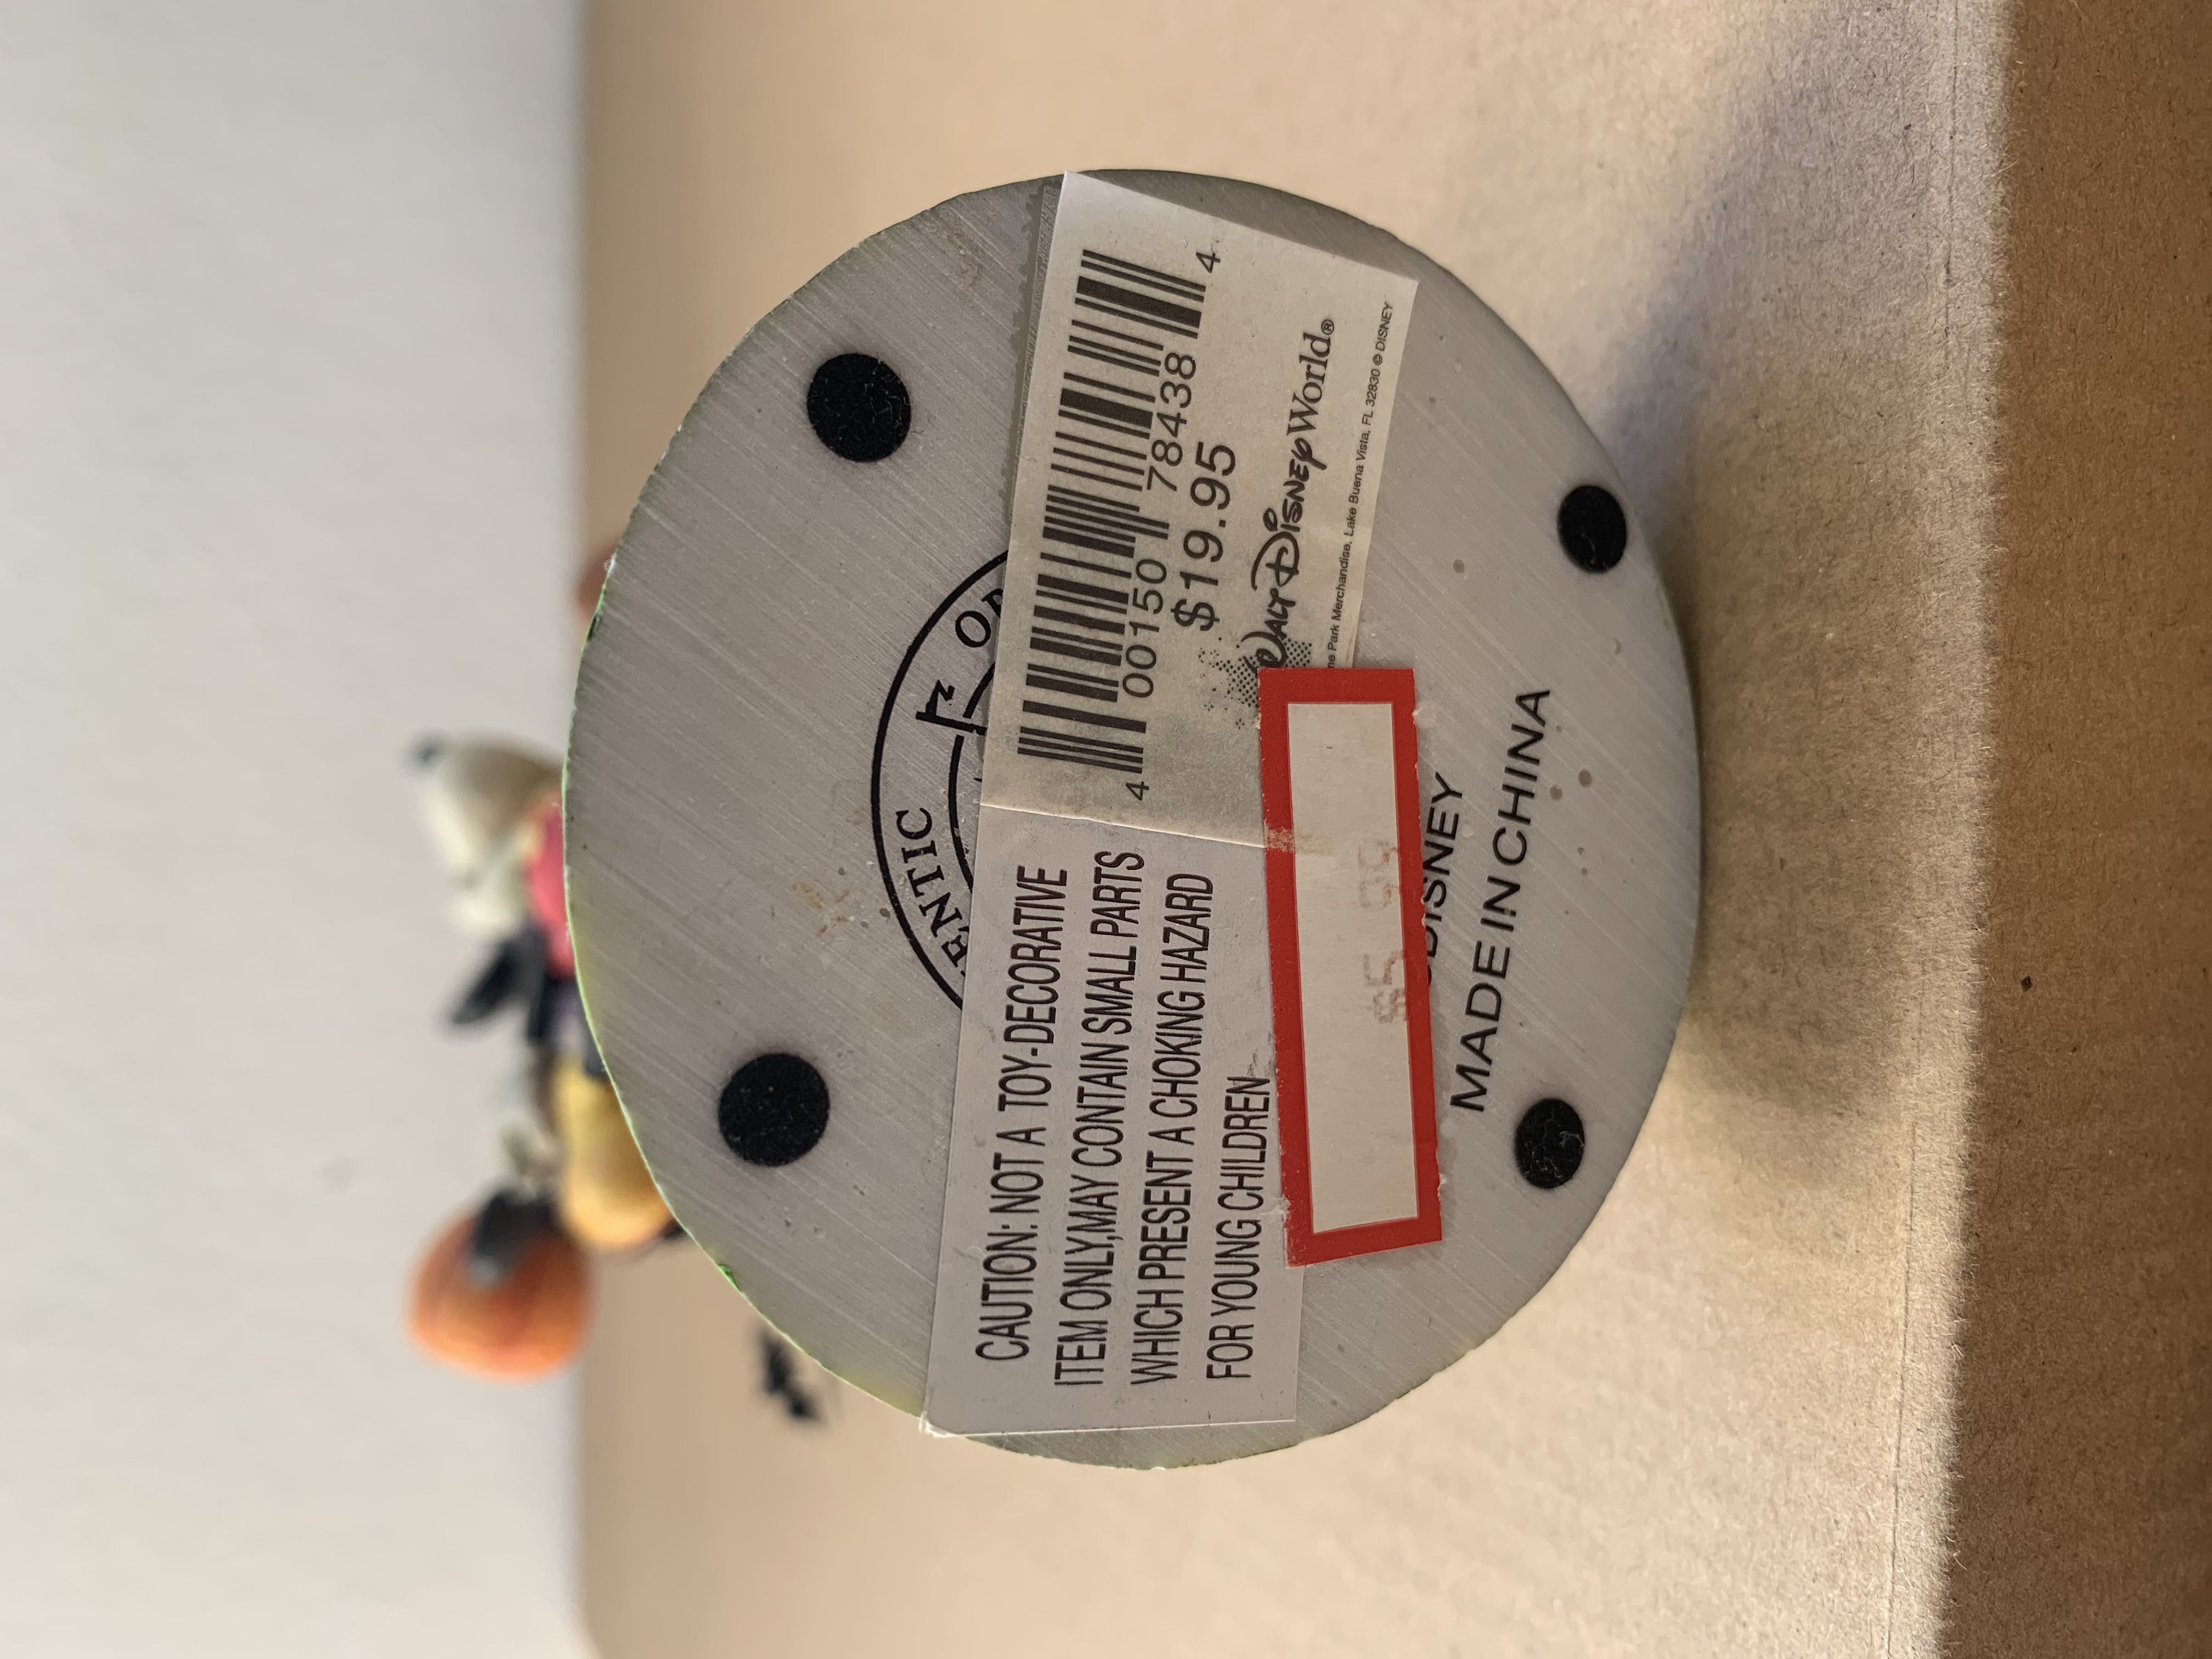 ENTIC
4 00150 78438 4
$19.95
Walt Disney World®
Park Merchandise, Lake Buena Vista, FL 32830 © DISNEY
CAUTION: NOT A TOY-DECORATIVE
ITEM ONLY,MAY CONTAIN SMALL PARTS
WHICH PRESENT A CHOKING HAZARD
FOR YOUNG CHILDREN
$5.99
DISNEY
MADE IN CHINA